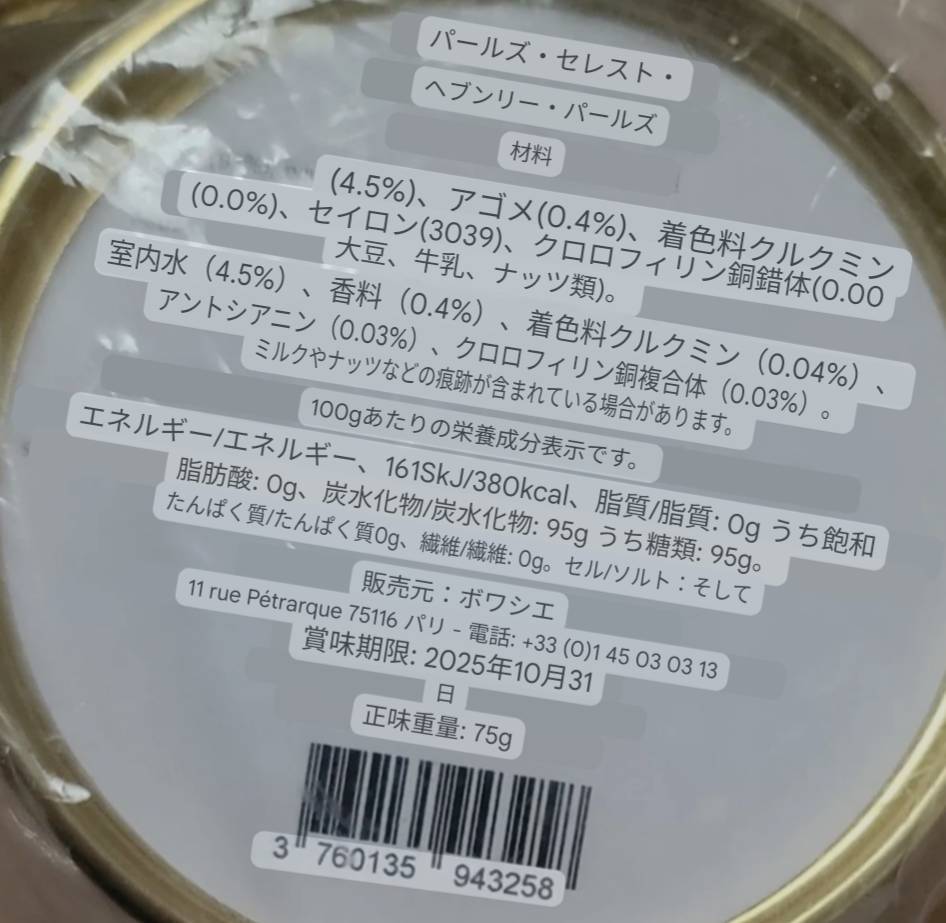 パールズ・セレスト・
ヘブンリー・パールズ
材料
(4.5%)、アゴメ(0.4%)、着色料クルクミン
(0.0%)、セイロン(3039)、クロロフィリン銅錯体(0.00
大豆、牛乳、ナッツ類)。
室内水（4.5%）、香料（0.4%）、着色料クルクミン（0.04%）、
アントシアニン（0.03%）、クロロフィリン銅複合体（0.03%）。
ミルクやナッツなどの痕跡が含まれている場合があります。
100gあたりの栄養成分表示です。
エネルギー/エネルギー、161SkJ/380kcal、脂質/脂質: 0g うち飽和
脂肪酸: 0g、炭水化物/炭水化物: 95g うち糖類: 95g。
たんぱく質/たんぱく質0g、繊維/繊維: 0g。セル/ソルト：そして
販売元：ボワシエ
11 rue Pétrarque 75116 パリ - 電話: +33 (0)1 45 03 03 13
賞味期限: 2025年10月31
日
正味重量: 75g
3 760135 943258